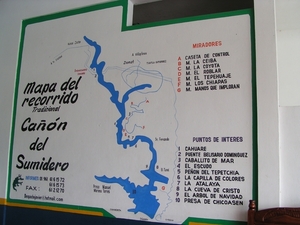 Mapa del
recorrido
Tradicional
Cañón
del
Sumidero
MIRADORES
A CASETA DE CONTROL
B M. LA CEIBA
C M. LA COYOTA
D M. EL ROBLAR
E M. EL TEPEHUAJE
F M. LOS CHIAPAS
G M. MANOS QUE IMPLORAN
PUNTOS DE INTERES
1 CAHUARE
2 PUENTE BELISARIO DOMINGUEZ
3 CABALLITO DE MAR
4 EL ESCUDO
5 PEÑON DEL TEPETCHIA
6 LA CAPILLA DE COLORES
7 LA ATALAYA
8 LA CUEVA DE CRISTO
9 EL ARBOL DE NAVIDAD
10 PRESA DE CHICOASEN
FAX: